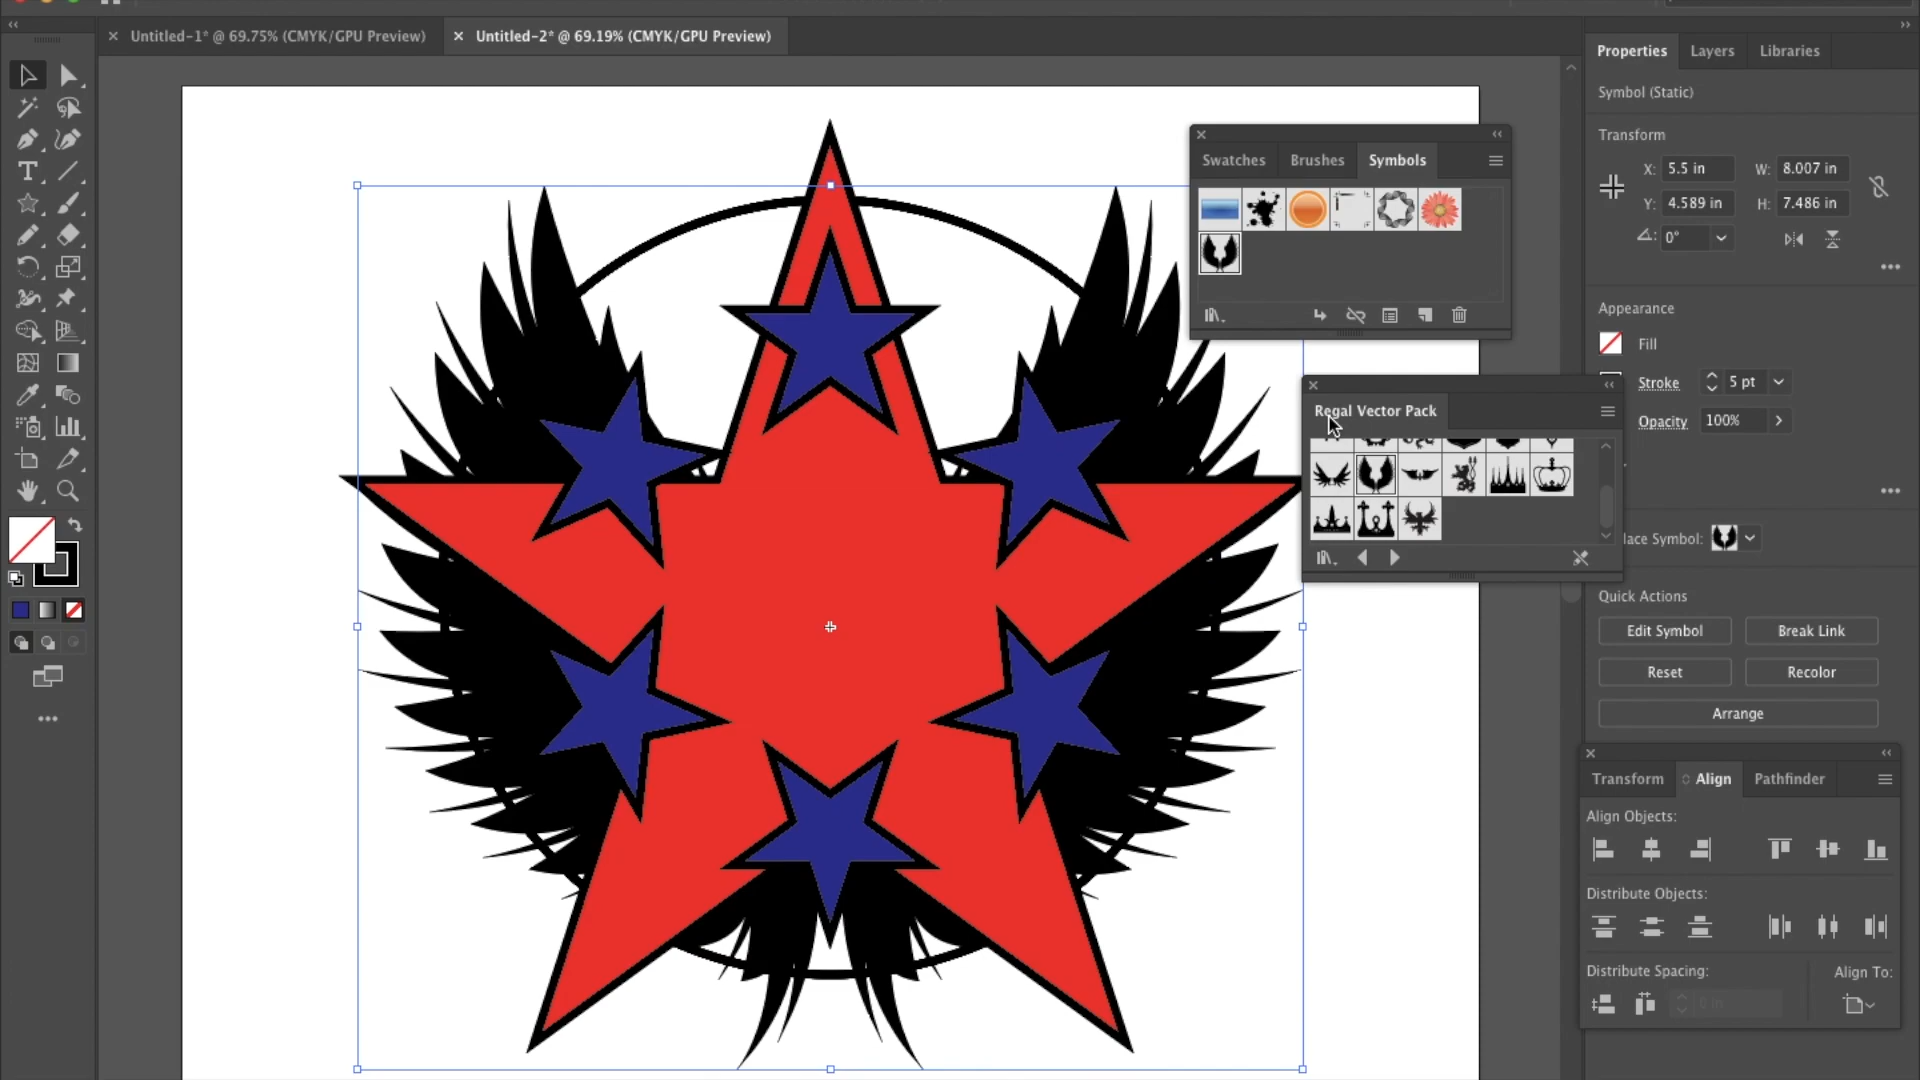 Untitled-1* @ 69.75% (CMYK/GPU Preview)
Untitled-2* @ 69.19% (CMYK/GPU Preview)
Properties
Layers
Libraries
Symbol (Static)
Transform
X: 5.5 in
W: 8.007 in
Y: 4.589 in
H: 7.486 in
0°
Appearance
Fill
Stroke
5 pt
Opacity
100%
Swatches
Brushes
Symbols
Regal Vector Pack
lace Symbol:
Quick Actions
Edit Symbol
Break Link
Reset
Recolor
Arrange
Transform
Align
Pathfinder
Align Objects:
Distribute Objects:
Distribute Spacing:
Align To:
0 in